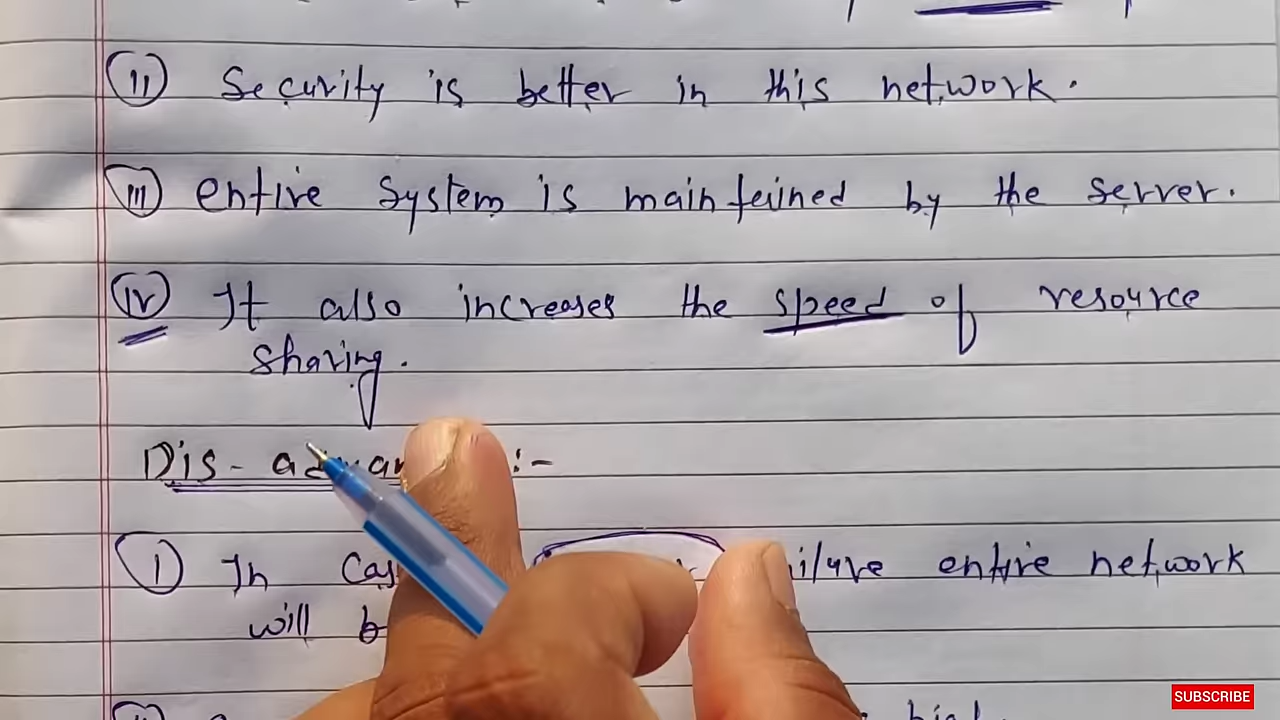 (ii) Security is better in this network.
(iii) entire system is maintained by the server.
(iv) It also increases the speed of resource
sharing.
Dis- :-
(i) In entire network
will
SUBSCRIBE